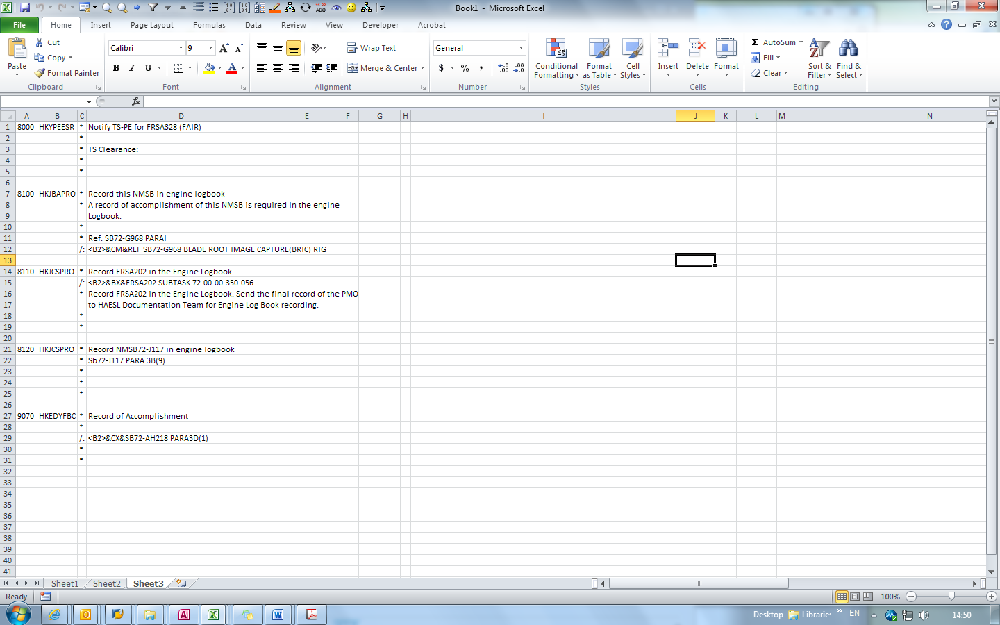 Book1 - Microsoft Excel
File Home Insert Page Layout Formulas Data Review View Developer Acrobat
Paste
Cut
Copy
Format Painter
Clipboard
Calibri 9
B I U
Font
Wrap Text
Merge & Center
Alignment
General
$ % ,
Number
Conditional Formatting
Format as Table
Cell Styles
Styles
Insert Delete Format
Cells
AutoSum
Fill
Clear
Sort & Filter
Find & Select
Editing
fx
A B C D E F G H I J K L M N
1 8000 HKYPEESR * Notify TS-PE for FRSA328 (FAIR)
2 *
3 * TS Clearance:_______________________________
4 *
5 *
6
7 8100 HKJBAPRO * Record this NMSB in engine logbook
8 * A record of accomplishment of this NMSB is required in the engine
9 Logbook.
10 *
11 * Ref. SB72-G968 PARAI
12 /: <B2>&CM&REF SB72-G968 BLADE ROOT IMAGE CAPTURE(BRIC) RIG
13
14 8110 HKJCSPRO * Record FRSA202 in the Engine Logbook
15 /: <B2>&BX&FRSA202 SUBTASK 72-00-00-350-056
16 * Record FRSA202 in the Engine Logbook. Send the final record of the PMO
17 to HAESL Documentation Team for Engine Log Book recording.
18 *
19 *
20
21 8120 HKJCSPRO * Record NMSB72-J117 in engine logbook
22 * Sb72-J117 PARA.3B(9)
23 *
24 *
25 *
26
27 9070 HKEDYFBC * Record of Accomplishment
28 *
29 /: <B2>&CX&SB72-AH218 PARA3D(1)
30 *
31 *
32
33
34
35
36
37
38
39
40
41
Sheet1 Sheet2 Sheet3
Ready 100%
Desktop Libraries EN 14:50